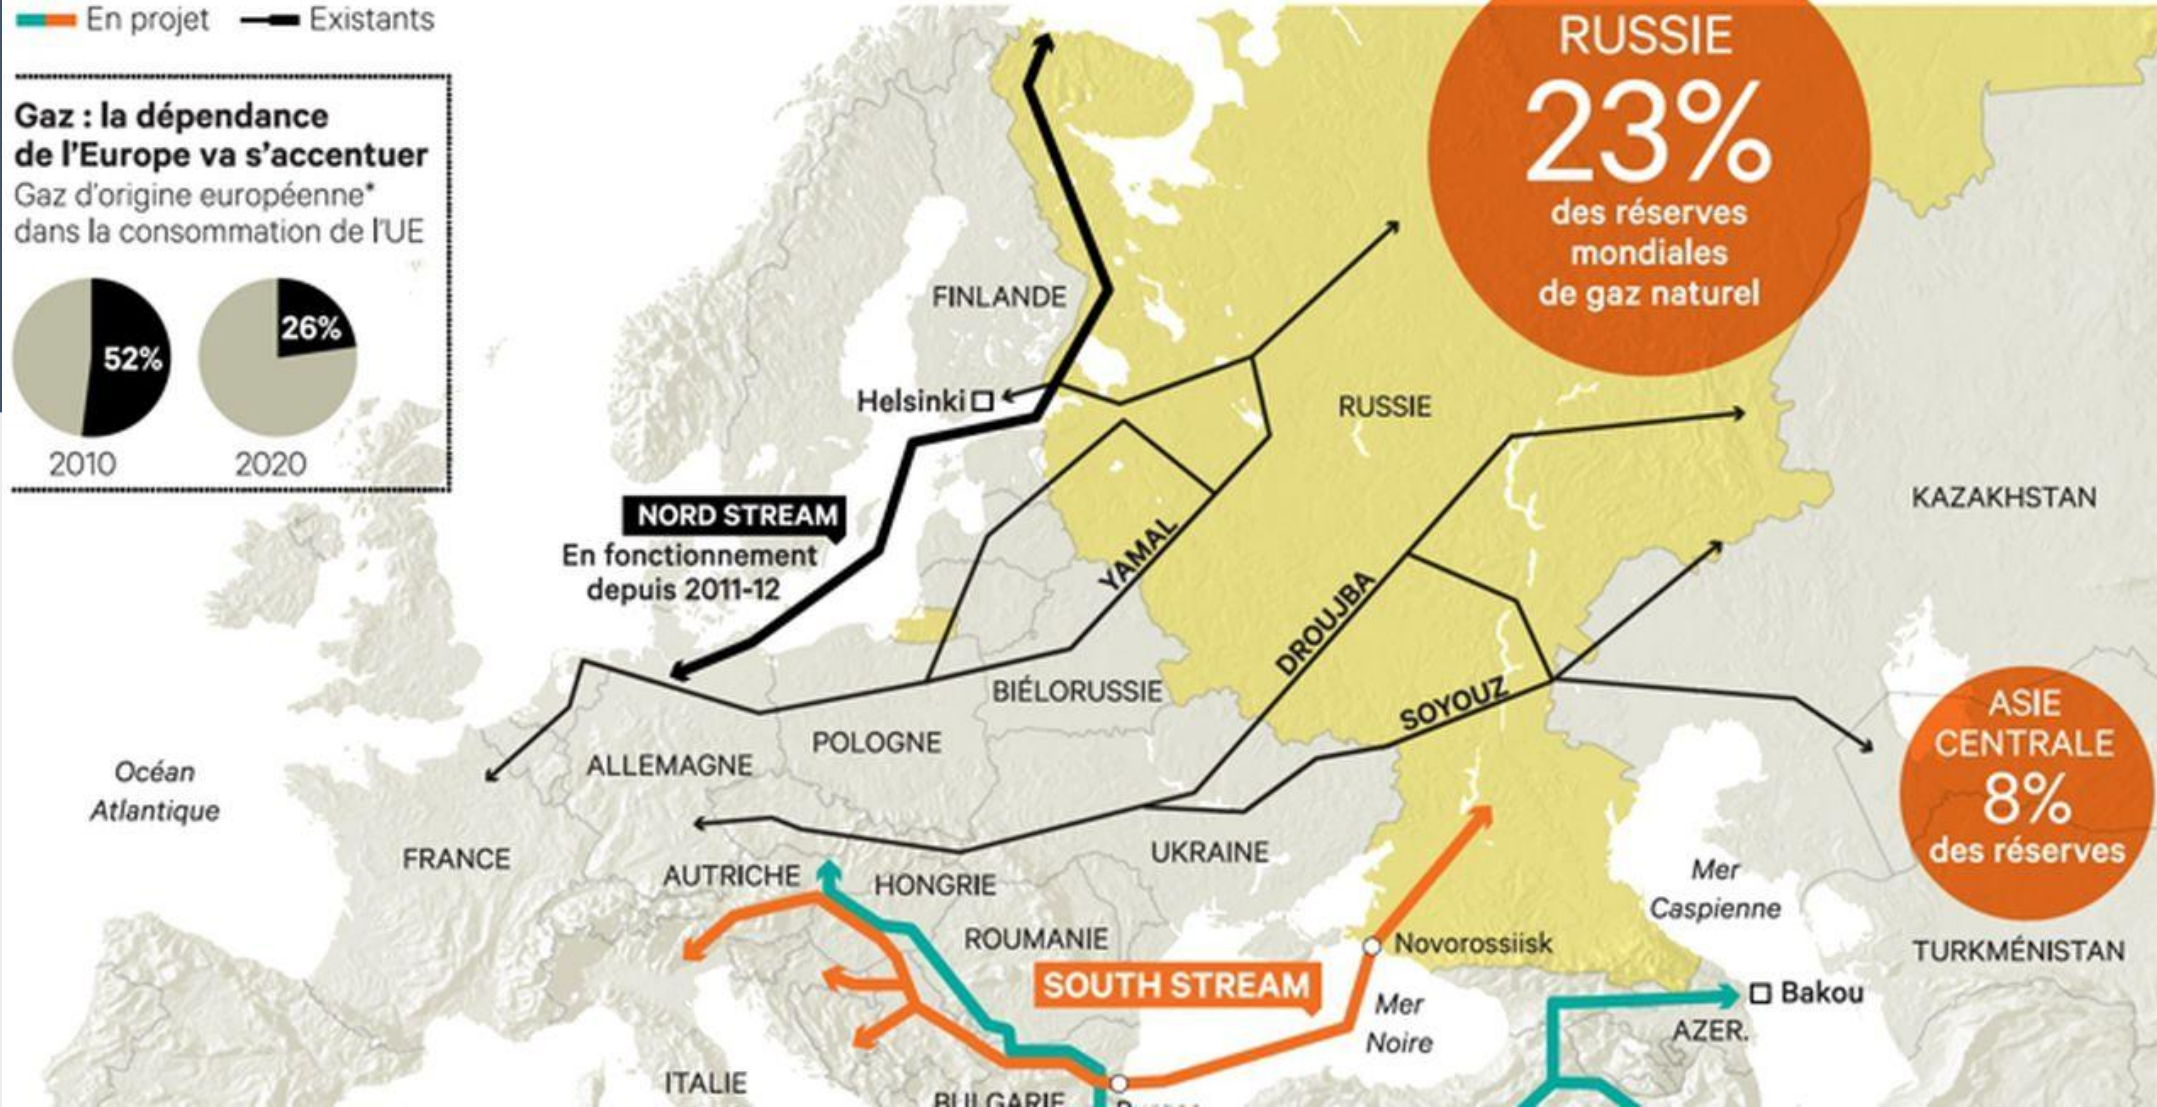 En projet
Existants
Gaz : la dépendance
de l'Europe va s'accentuer
Gaz d'origine européenne*
dans la consommation de l'UE
52%
26%
2010
2020
RUSSIE
23%
des réserves
mondiales
de gaz naturel
FINLANDE
Helsinki
RUSSIE
KAZAKHSTAN
NORD STREAM
En fonctionnement
depuis 2011-12
YAMAL
DROUJBA
SOYOUZ
BIÉLORUSSIE
POLOGNE
ALLEMAGNE
ASIE
CENTRALE
8%
des réserves
Océan
Atlantique
FRANCE
UKRAINE
AUTRICHE
HONGRIE
ROUMANIE
Mer
Caspienne
Novorossiisk
TURKMÉNISTAN
SOUTH STREAM
Mer
Noire
Bakou
AZER.
ITALIE
BULGARIE